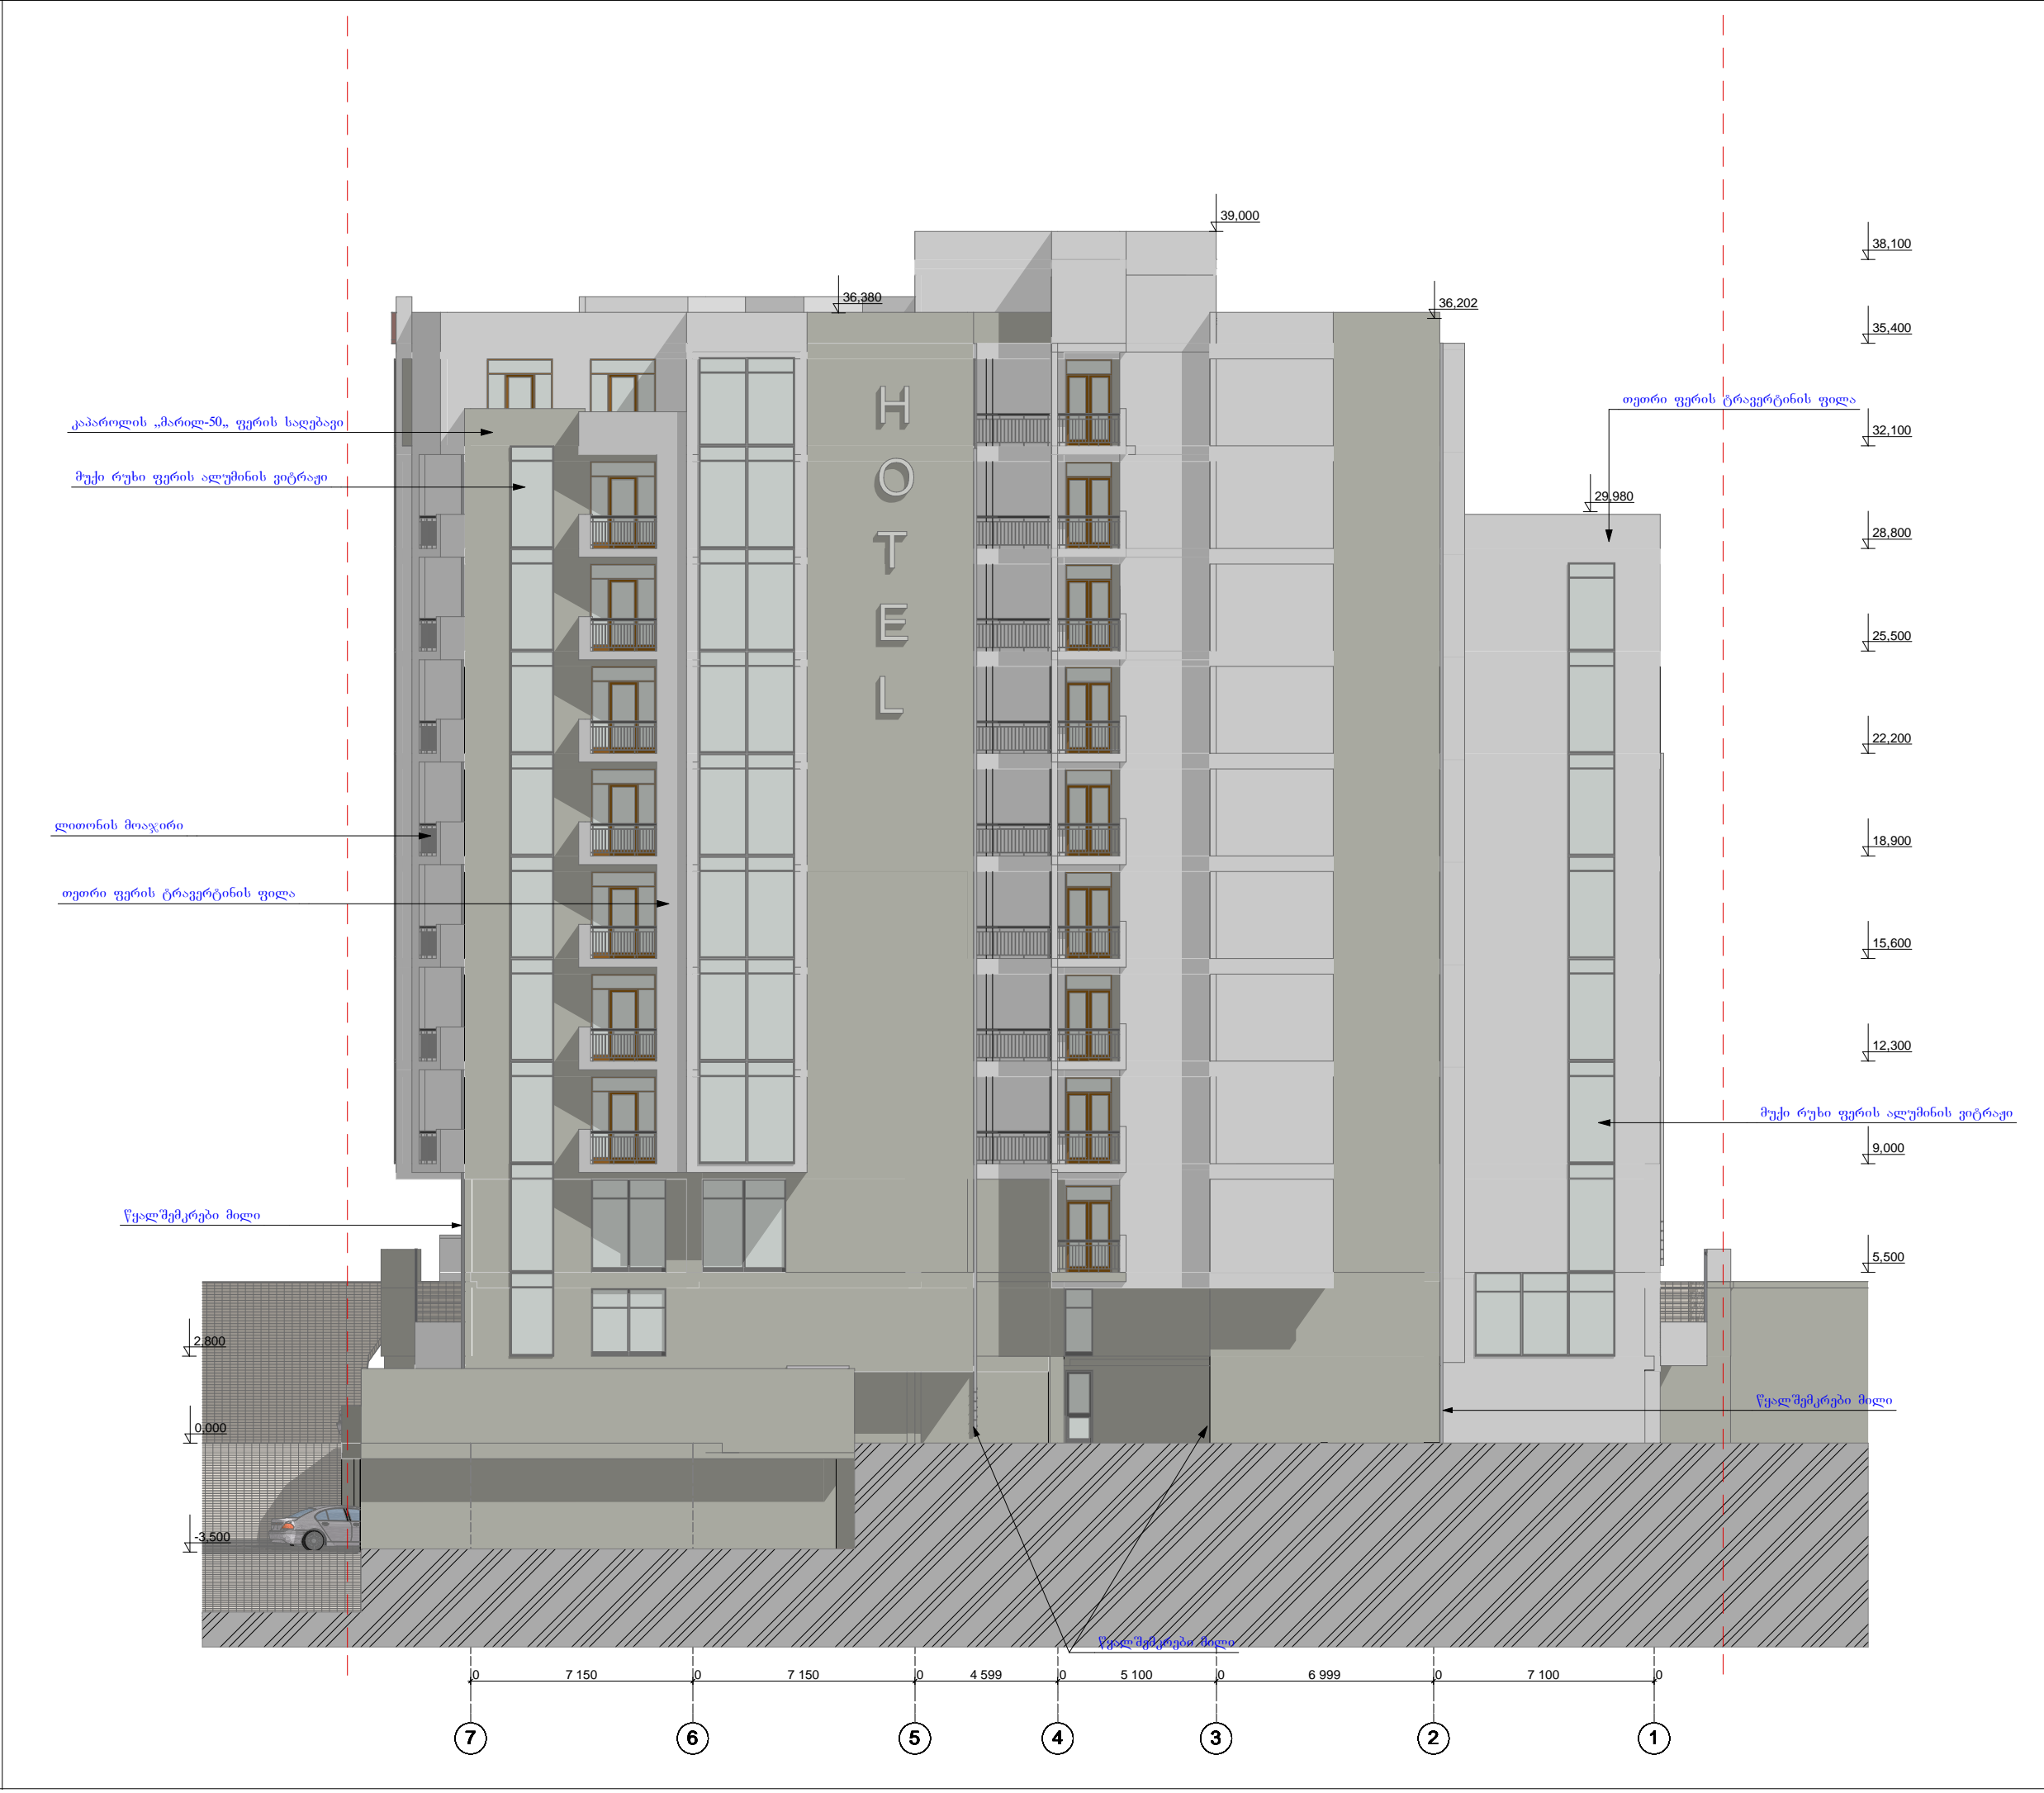 39,000
38,100
36,380
36,202
35,400
თეთრი ფერის ტრავერტინის ფილა
კაპაროლის „მარილ-50„ ფერის საღებავი
32,100
მუქი რუხი ფერის ალუმინის ვიტრაჟი
29,980
28,800
H
O
T
E
L
25,500
22,200
ლითონის მოაჯირი
18,900
თეთრი ფერის ტრავერტინის ფილა
15,600
12,300
მუქი რუხი ფერის ალუმინის ვიტრაჟი
9,000
წყალშემკრები მილი
5,500
2,800
წყალშემკრები მილი
0,000
-3,500
წყალშემკრები მილი
0 7 150 0 7 150 0 4 599 0 5 100 0 6 999 0 7 100 0
7 6 5 4 3 2 1